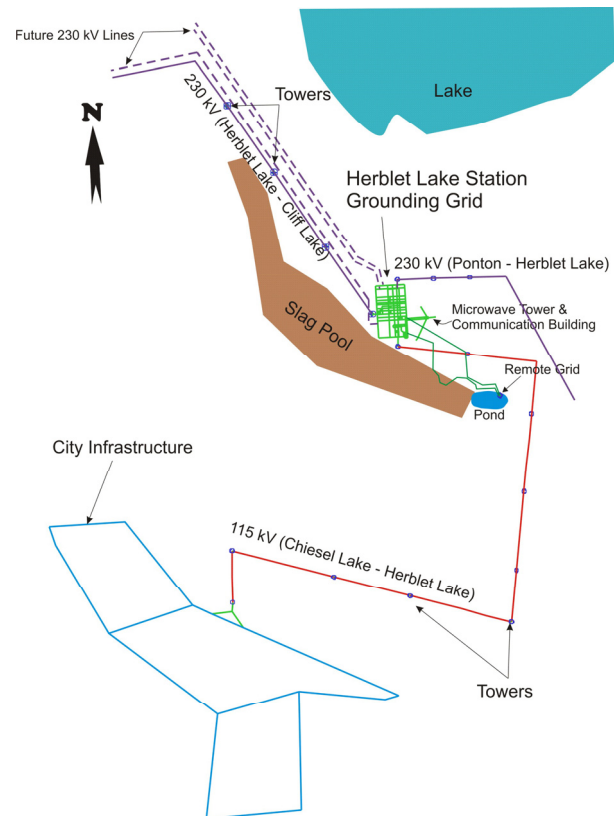 Future 230 kV Lines
N
Towers
Lake
230 kV (Herblet Lake - Cliff Lake)
Herblet Lake Station
Grounding Grid
230 kV (Ponton - Herblet Lake)
Microwave Tower &
Communication Building
Slag Pool
Remote Grid
Pond
City Infrastructure
115 kV (Chiesel Lake - Herblet Lake)
Towers